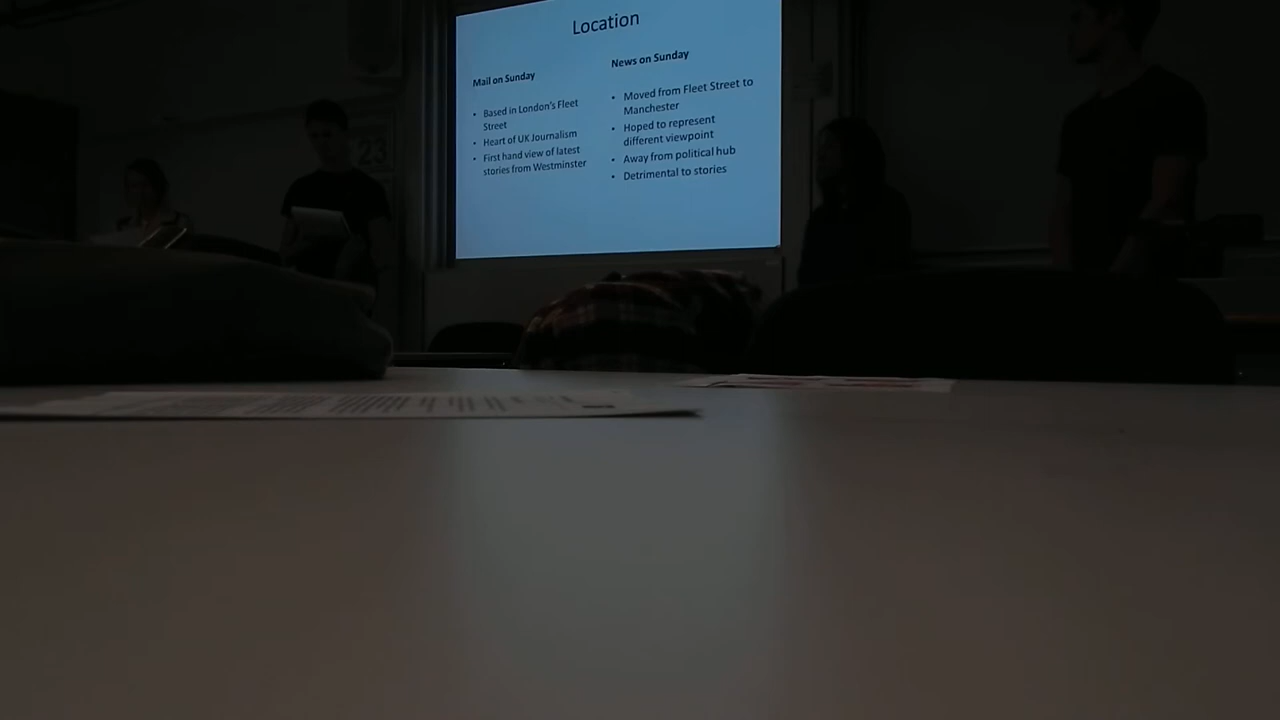 Location
Mail on Sunday
• Based in London's Fleet
Street
• Heart of UK Journalism
• First hand view of latest
stories from Westminster
News on Sunday
• Moved from Fleet Street to
Manchester
• Hoped to represent
different viewpoint
• Away from political hub
• Detrimental to stories
23